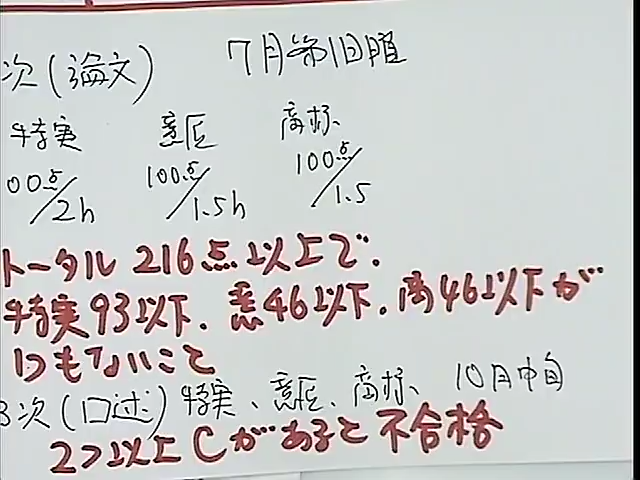 次(論文) 7月第1日曜
特実 意匠 商標
00点/2h 100点/1.5h 100点/1.5
トータル 216点以上で、
特実93以下、意46以下、商46以下が
1つもないこと
3次(口述) 特実、意匠、商標、 10月中旬
2つ以上Cがあると不合格